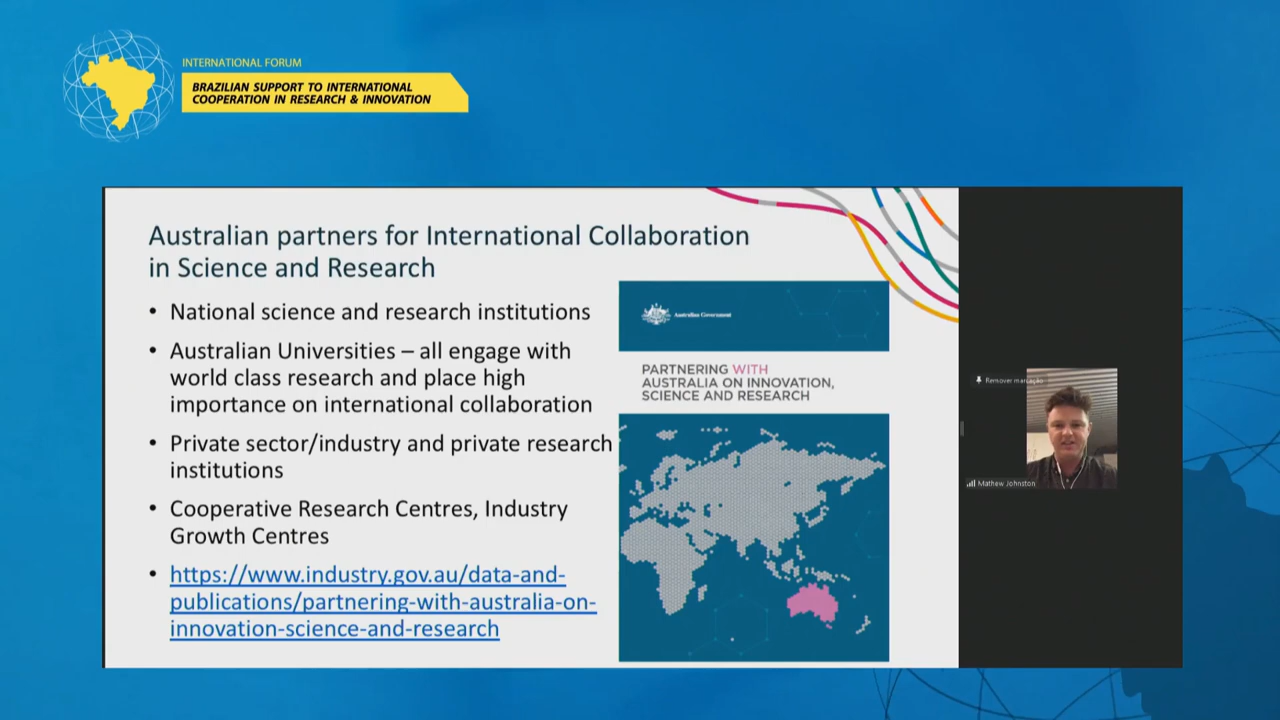 INTERNATIONAL FORUM
BRAZILIAN SUPPORT TO INTERNATIONAL
COOPERATION IN RESEARCH & INNOVATION
Australian partners for International Collaboration
in Science and Research
• National science and research institutions
• Australian Universities – all engage with
world class research and place high
importance on international collaboration
• Private sector/industry and private research
institutions
• Cooperative Research Centres, Industry
Growth Centres
• https://www.industry.gov.au/data-and-
publications/partnering-with-australia-on-
innovation-science-and-research
Australian Government
PARTNERING WITH
AUSTRALIA ON INNOVATION,
SCIENCE AND RESEARCH
Remover marcação
Mathew Johnston